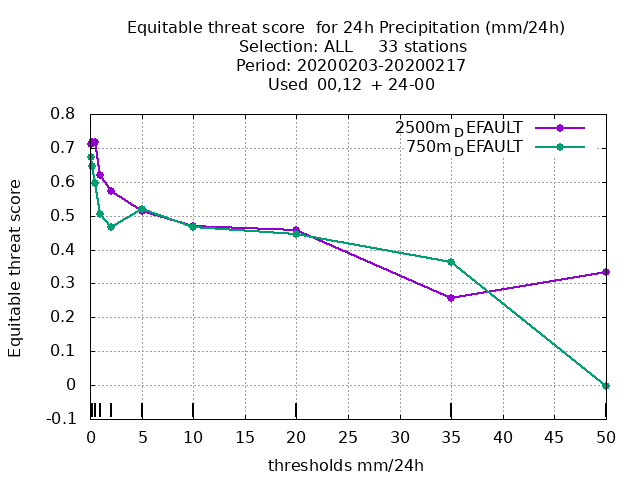 Equitable threat score  for 24h Precipitation (mm/24h)
Selection: ALL     33 stations
Period: 20200203-20200217
Used  00,12  + 24-00
2500m_DEFAULT
750m_DEFAULT
0.8
0.7
0.6
0.5
0.4
0.3
0.2
0.1
0
-0.1
Equitable threat score
0 5 10 15 20 25 30 35 40 45 50
thresholds mm/24h